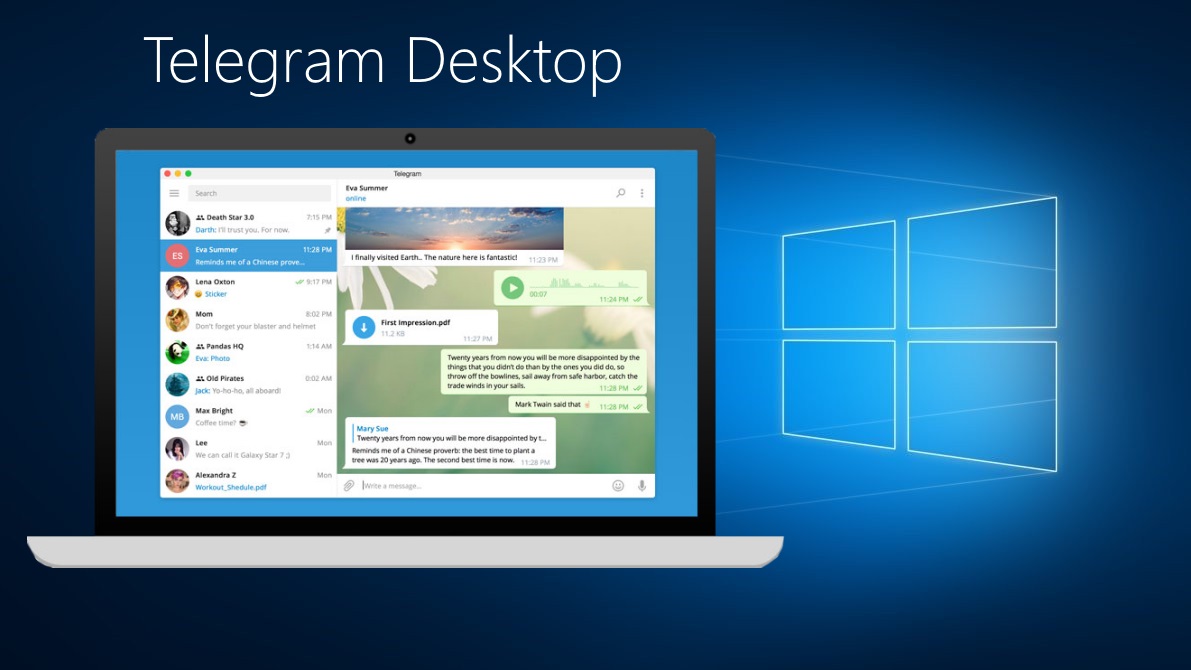 Telegram Desktop
Telegram
Search
Death Star 3.0 7:15 PM
Darth: I'll trust you. For now.
ES
Eva Summer 11:28 PM
Reminds me of a Chinese prove...
Lena Oxton 9:17 PM
Sticker
Mom 8:02 PM
Don't forget your blaster and helmet
Pandas HQ 1:14 AM
Eva: Photo
Old Pirates 0:02 AM
Jack: Yo-ho-ho, all aboard!
MB
Max Bright Mon
Coffee time?
Lee Mon
We can call it Galaxy Star 7 ;)
Alexandra Z Mon
Workout_Shedule.pdf
Eva Summer
online
I finally visited Earth.. The nature here is fantastic! 11:23 PM
00:07 11:24 PM
First Impression.pdf
11.2 KB
11:27 PM
Twenty years from now you will be more disappointed by the
things that you didn't do than by the ones you did do, so
throw off the bowlines, sail away from safe harbor, catch the
trade winds in your sails.
11:28 PM
Mark Twain said that 11:28 PM
Mary Sue
Twenty years from now you will be more disappointed by t...
Reminds me of a Chinese proverb: the best time to plant a
tree was 20 years ago. The second best time is now. 11:28 PM
Write a message...